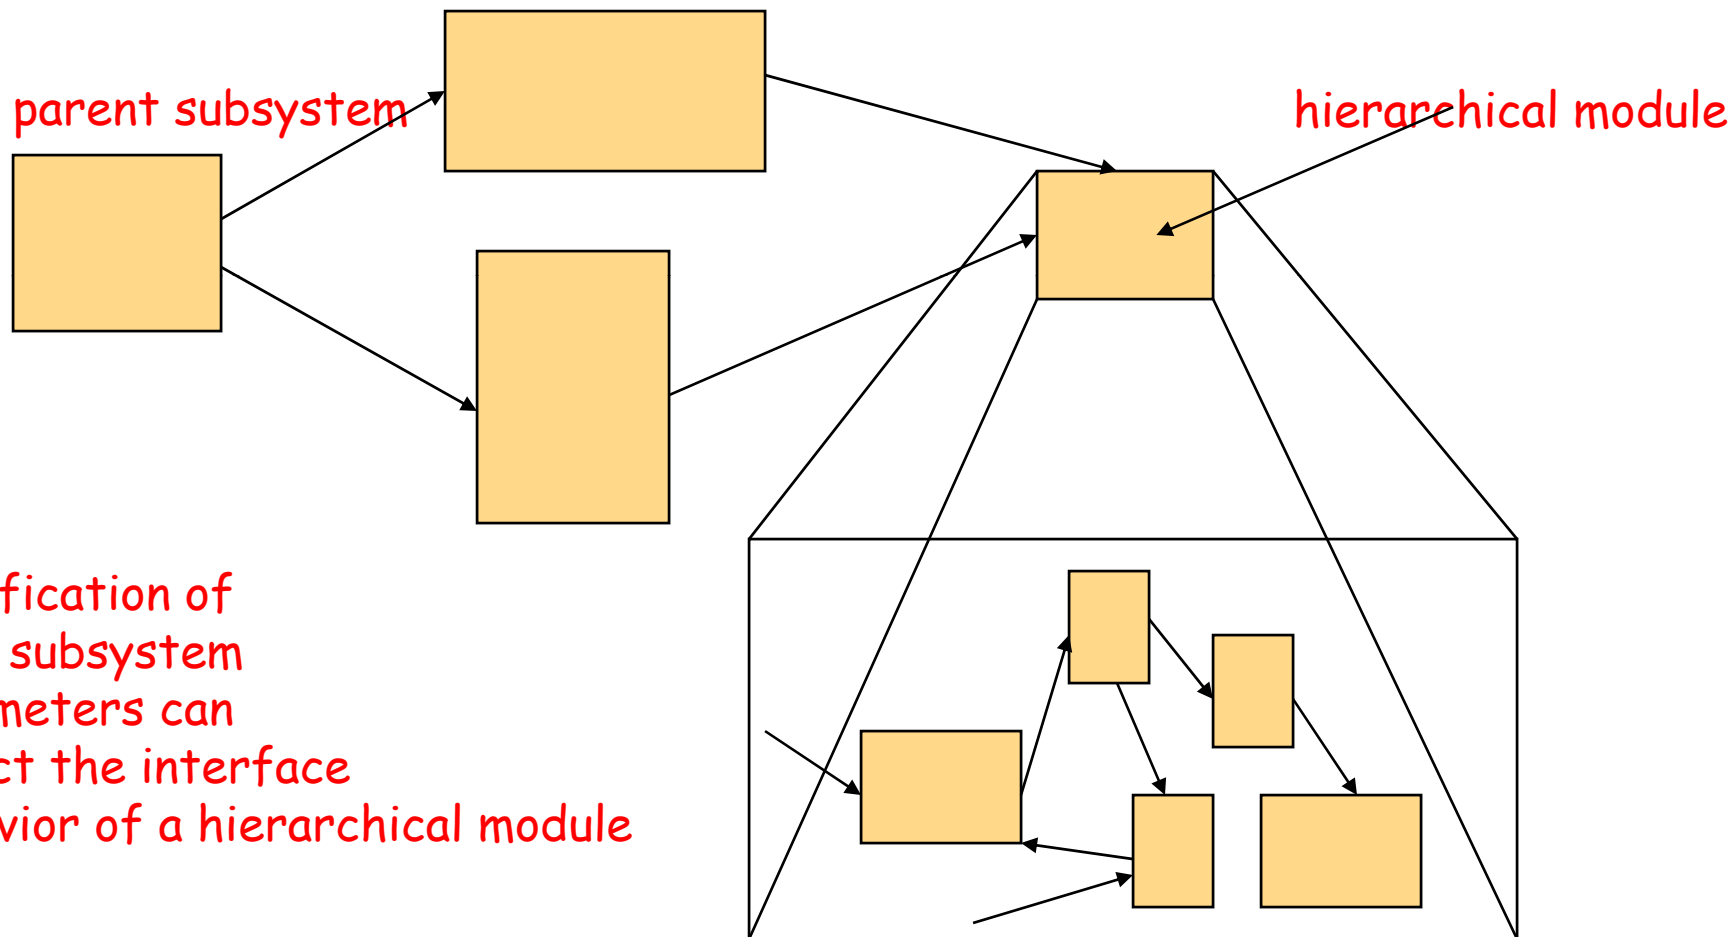 parent subsystem
hierarchical module
fication of
subsystem
meters can
ct the interface
vior of a hierarchical module